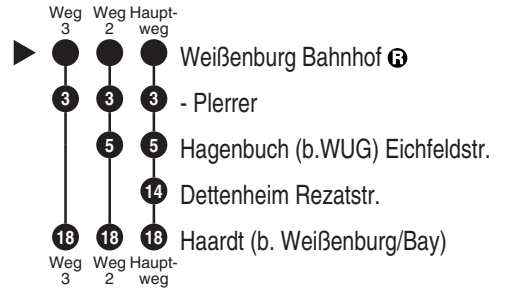 Weg Weg Haupt-
3 2 weg
Weißenburg Bahnhof R
3 3 3 - Plerrer
5 5 Hagenbuch (b.WUG) Eichfeldstr.
14 Dettenheim Rezatstr.
18 18 18 Haardt (b. Weißenburg/Bay)
Weg Weg Haupt-
3 2 weg